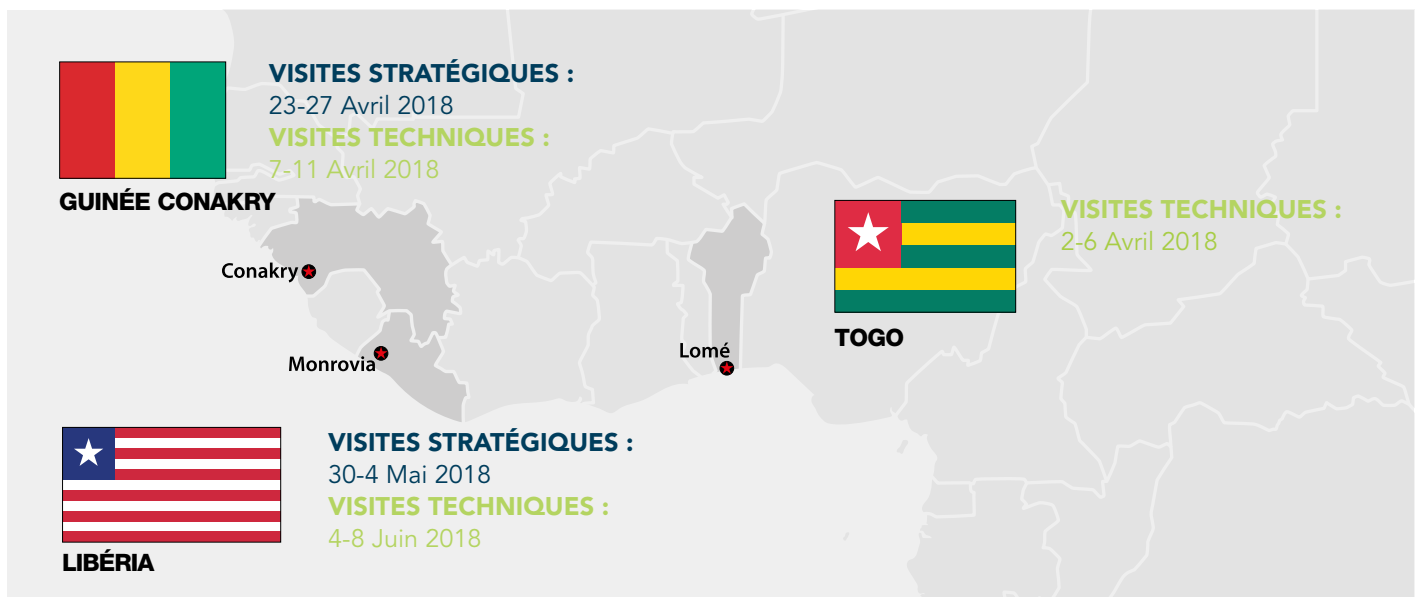 VISITES STRATÉGIQUES :
23-27 Avril 2018
VISITES TECHNIQUES :
7-11 Avril 2018
GUINÉE CONAKRY
VISITES TECHNIQUES :
2-6 Avril 2018
TOGO
Conakry
Monrovia
Lomé
VISITES STRATÉGIQUES :
30-4 Mai 2018
VISITES TECHNIQUES :
4-8 Juin 2018
LIBÉRIA